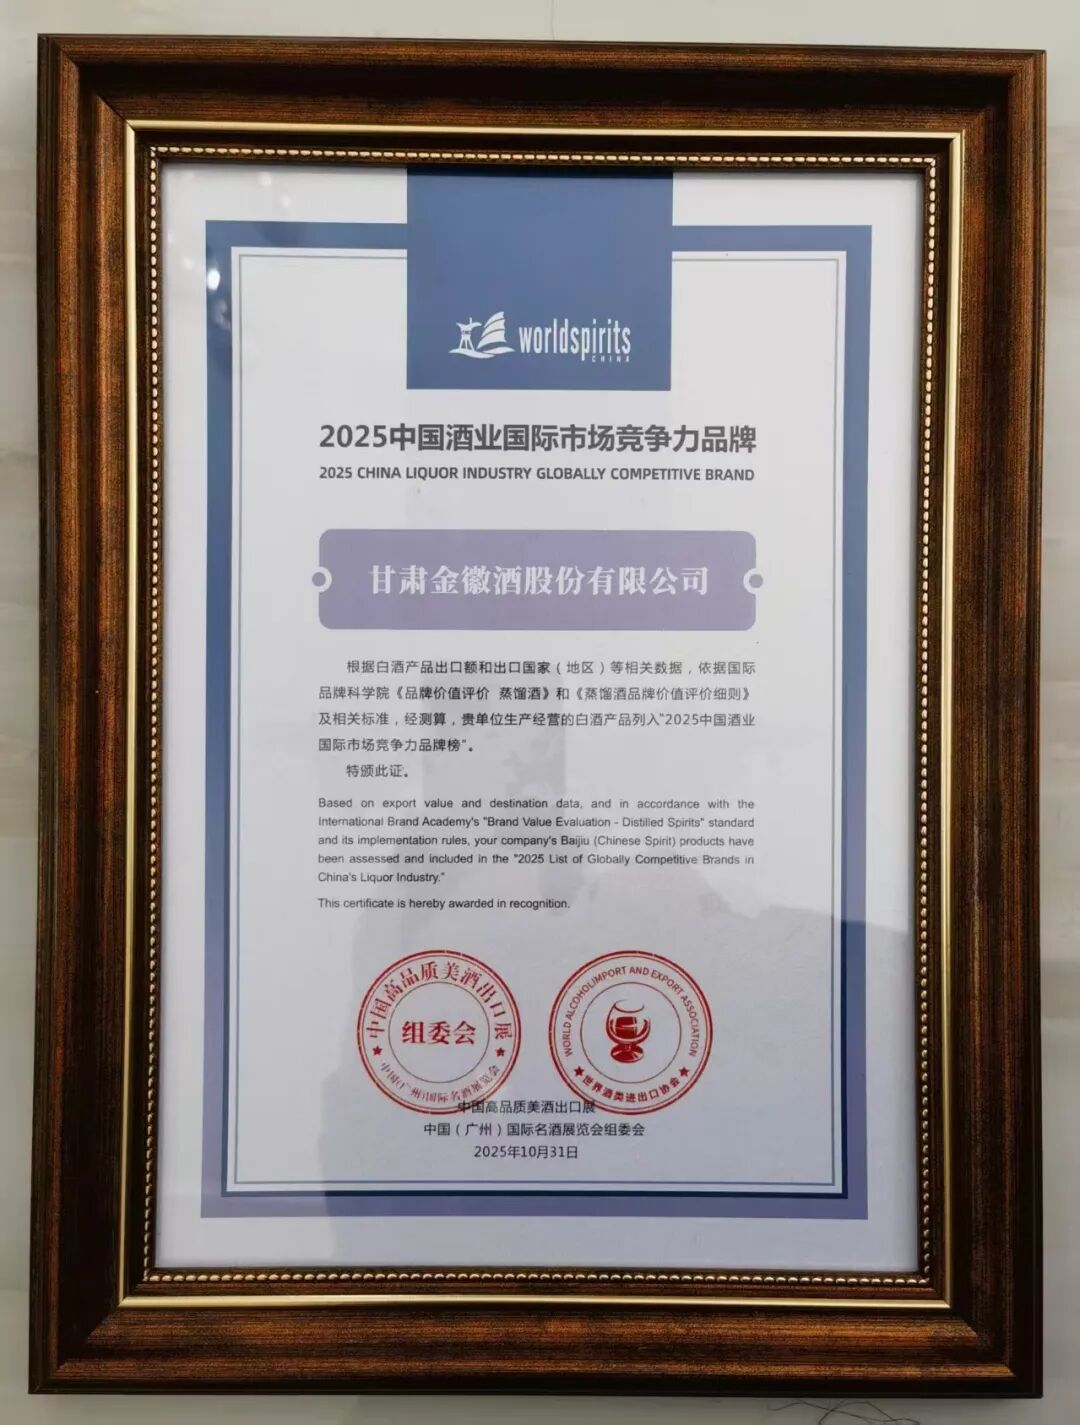 worldspirits
CHINA
2025中国酒业国际市场竞争力品牌
2025 CHINA LIQUOR INDUSTRY GLOBALLY COMPETITIVE BRAND
甘肃金徽酒股份有限公司
根据白酒产品出口额和出口国家（地区）等相关数据，依据国际
品牌科学院《品牌价值评价 蒸馏酒》和《蒸馏酒品牌价值评价细则》
及相关标准，经测算，贵单位生产经营的白酒产品列入“2025中国酒业
国际市场竞争力品牌榜”。
特颁此证。
Based on export value and destination data, and in accordance with the
International Brand Academy's "Brand Value Evaluation - Distilled Spirits" standard
and its implementation rules, your company's Baijiu (Chinese Spirit) products have
been assessed and included in the "2025 List of Globally Competitive Brands in
China's Liquor Industry."
This certificate is hereby awarded in recognition.
中国高品质美酒出口展
组委会
中国(广州)国际名酒展览会
WORLD ALCOHOLIMPORT AND EXPORT ASSOCIATION
世界酒类进出口协会
中国高品质美酒出口展
中国（广州）国际名酒展览会组委会
2025年10月31日